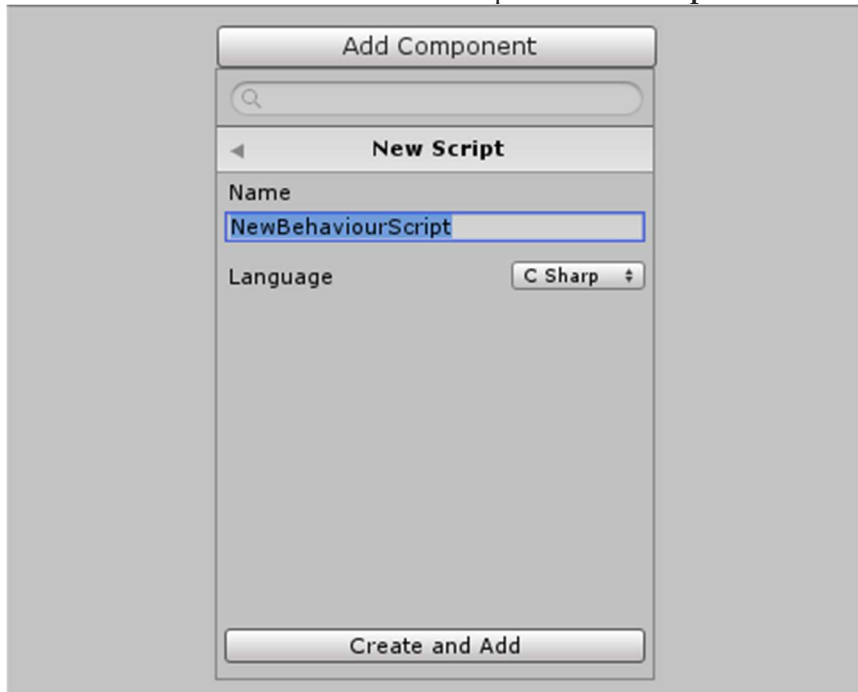 Add Component
New Script
Name
NewBehaviourScript
Language
C Sharp
Create and Add